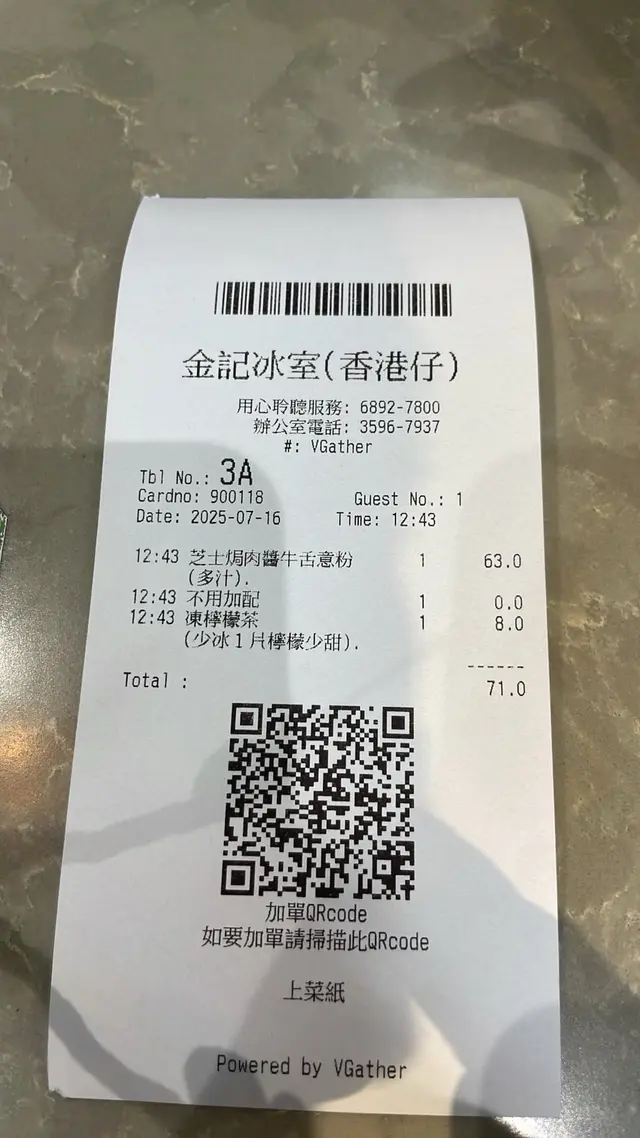 金記冰室(香港仔)
用心聆聽服務: 6892-7800
辦公室電話: 3596-7937
#: VGather
Tbl No.: 3A
Cardno: 900118 Guest No.: 1
Date: 2025-07-16 Time: 12:43
12:43 芝士焗肉醬牛舌意粉 1 63.0
(多汁).
12:43 不用加配 1 0.0
12:43 凍檸檬茶 1 8.0
(少冰1片檸檬少甜).
------
Total : 71.0
加單QRcode
如要加單請掃描此QRcode
上菜紙
Powered by VGather